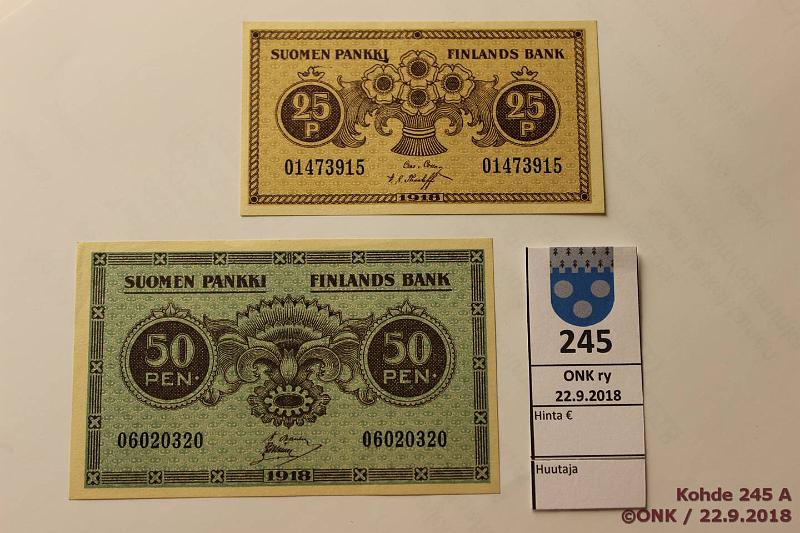 SUOMEN PANKKI FINLANDS BANK
25 P 25 P
01473915 01473915
1918
SUOMEN PANKKI FINLANDS BANK
50 PEN. 50 PEN.
06020320 06020320
1918
245
ONK ry
22.9.2018
Hinta €
Huutaja
Kohde 245 A
©ONK / 22.9.2018